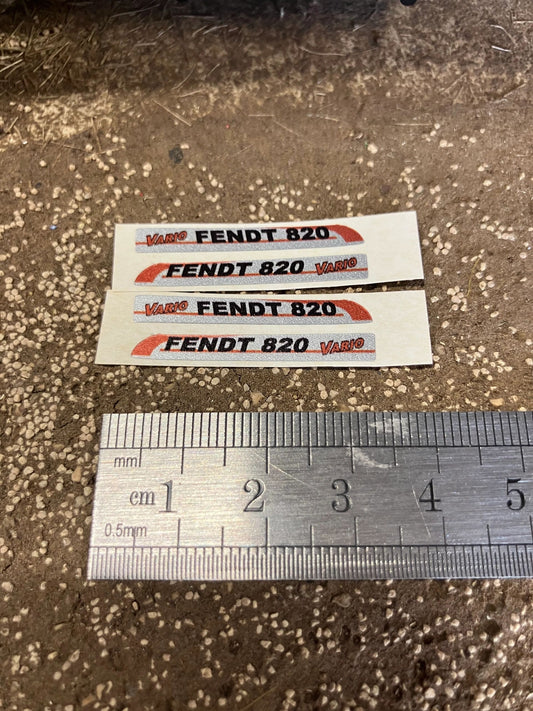 VARIO FENDT 820
FENDT 820 VARIO
VARIO FENDT 820
FENDT 820 VARIO
mm
cm 1 2 3 4 5
0.5mm